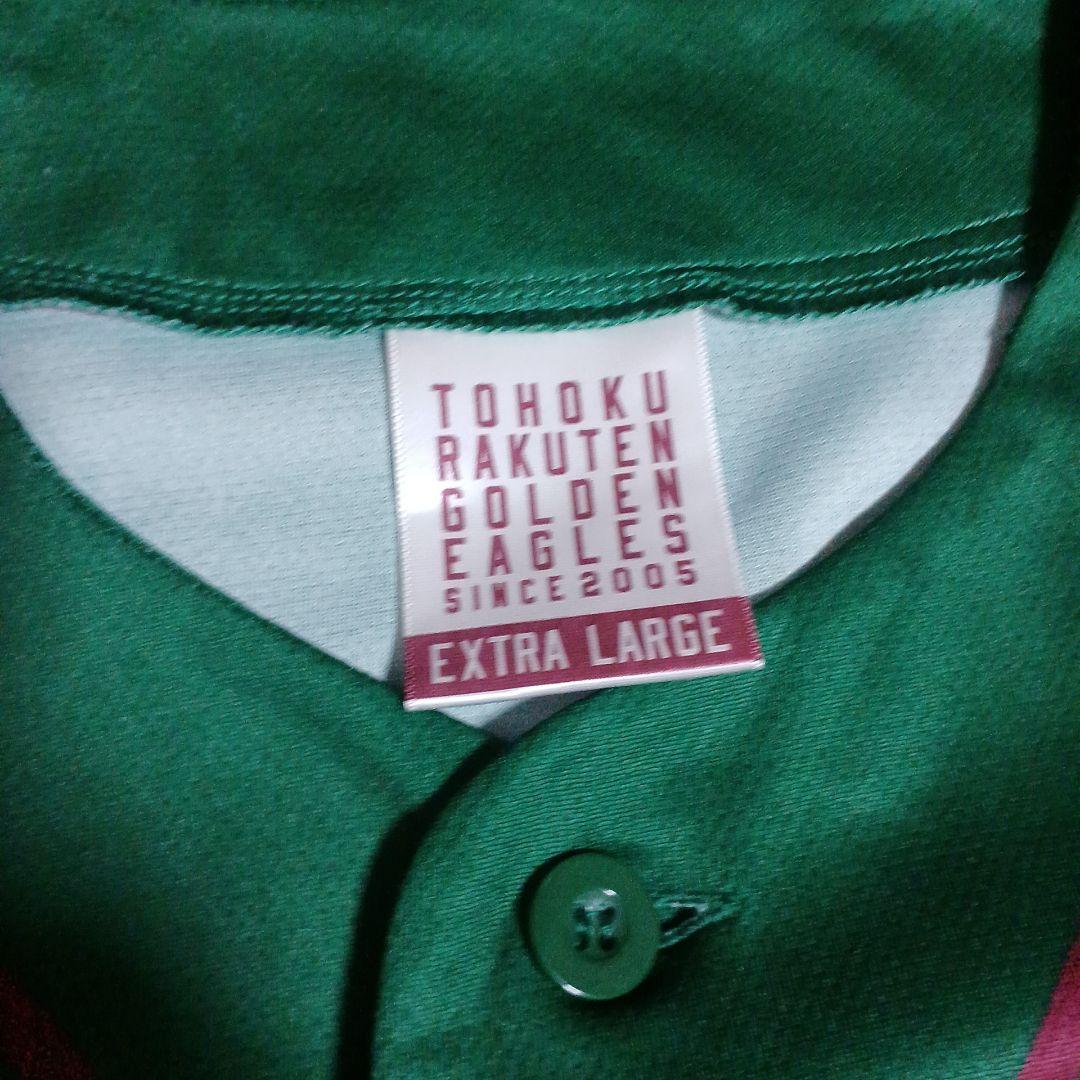 TOHOKU
RAKUTEN
GOLDEN
EAGLES
SINCE 2005
EXTRA LARGE